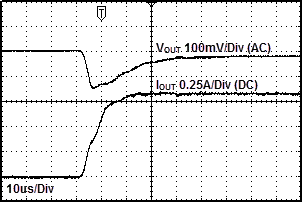 T
VOUT 100mV/Div (AC)
IOUT 0.25A/Div (DC)
10us/Div